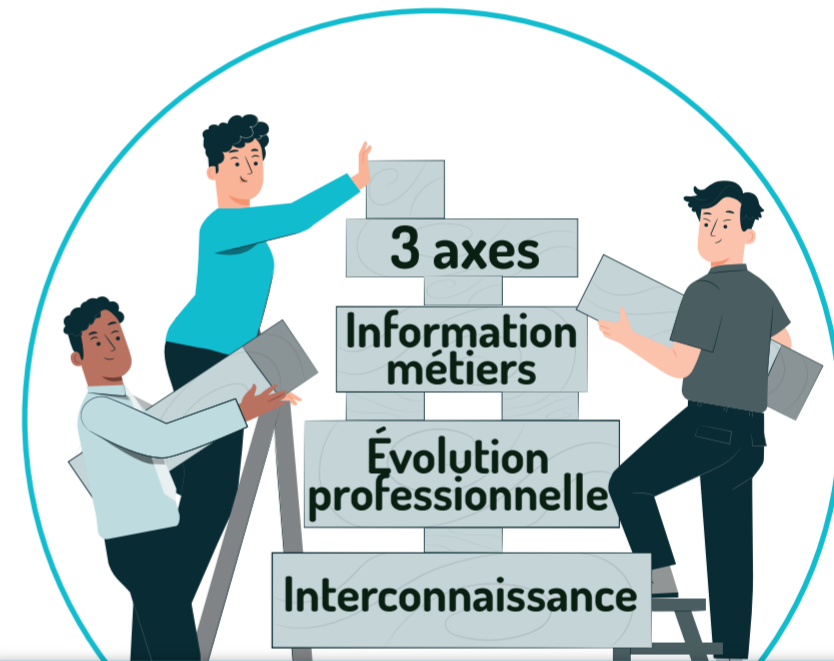 3 axes
Information
métiers
Évolution
professionnelle
Interconnaissance